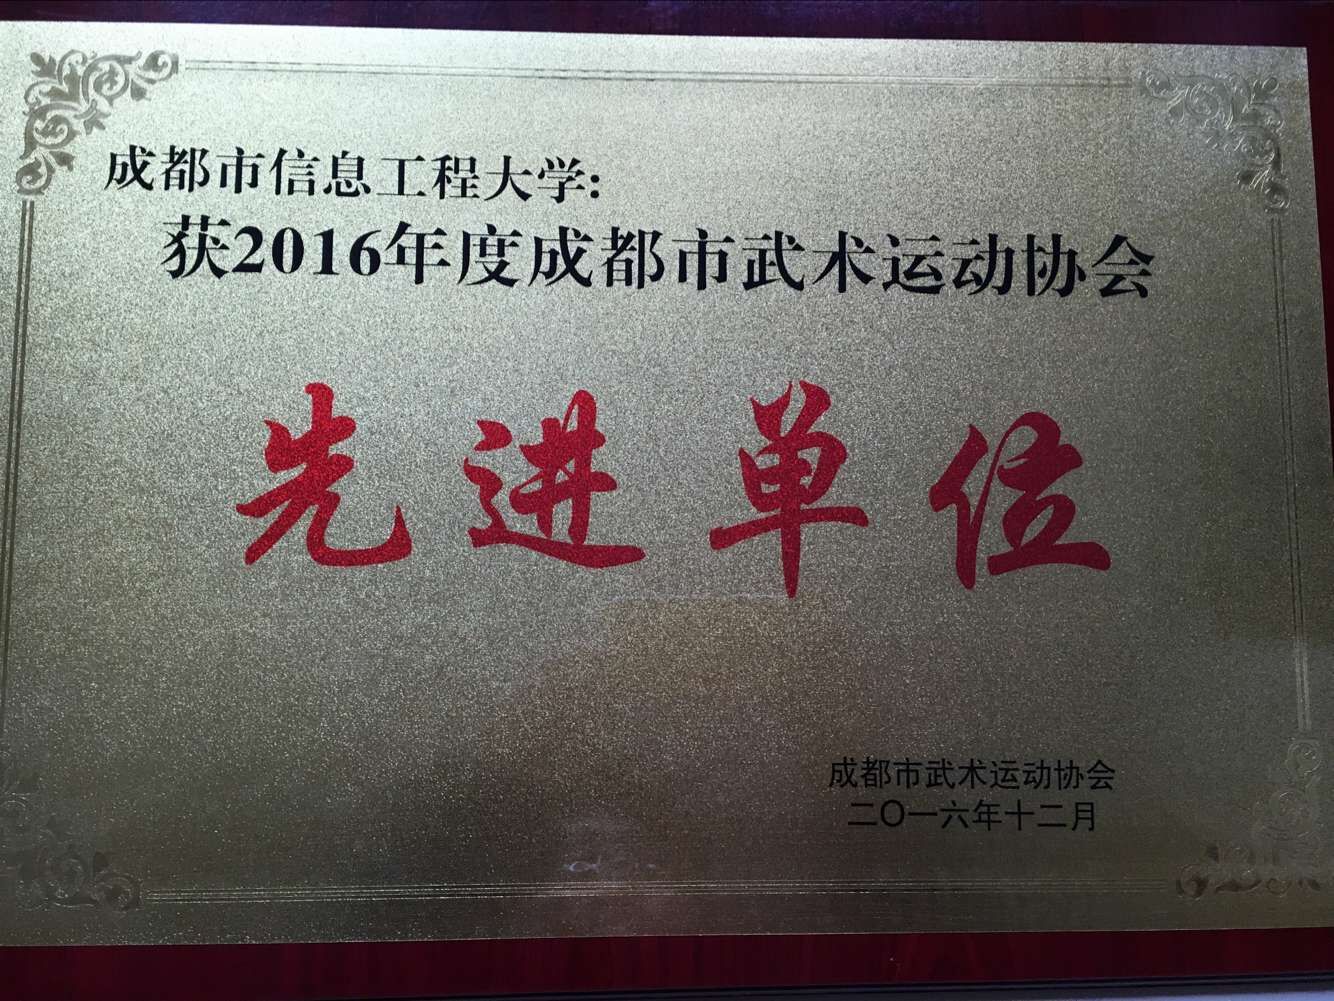 成都市信息工程大学:
获2016年度成都市武术运动协会
先进单位
成都市武术运动协会
二〇一六年十二月